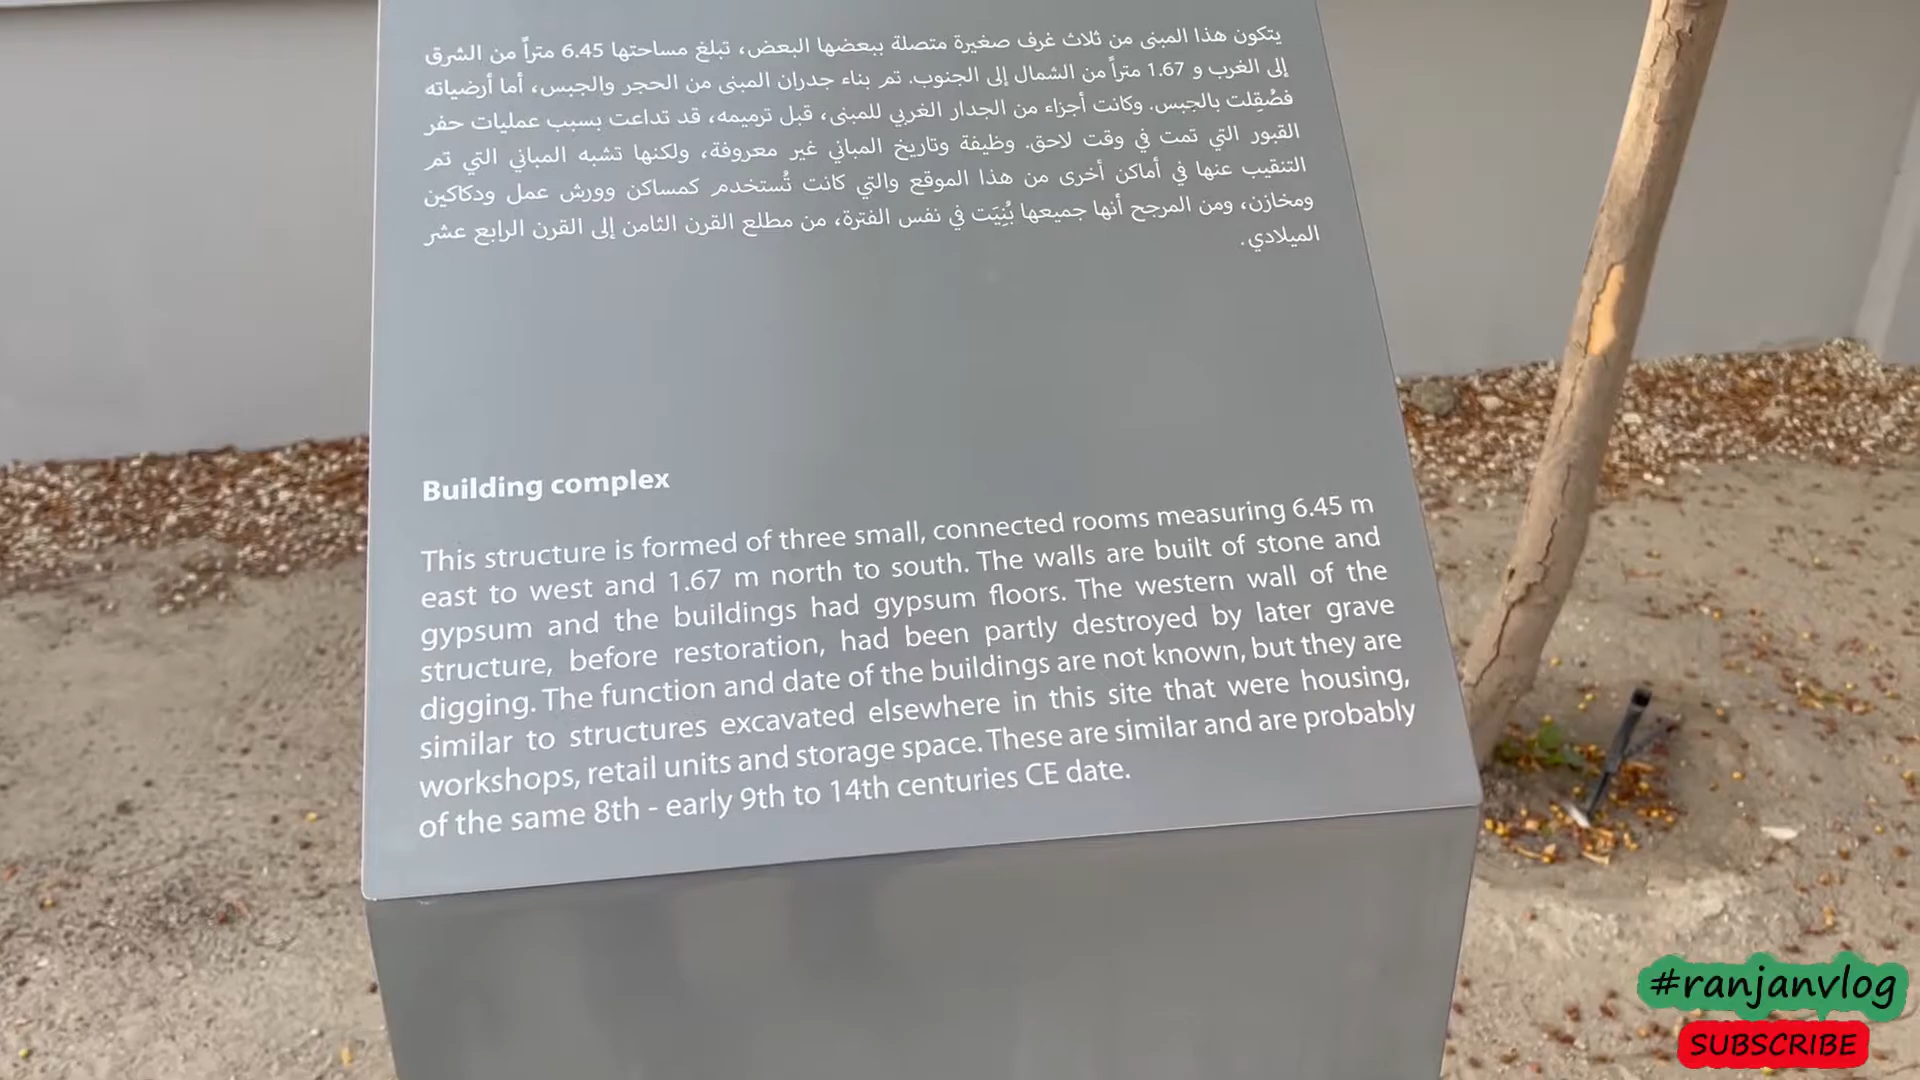 يتكون هذا المبنى من ثلاث غرف صغيرة متصلة ببعضها البعض، تبلغ مساحتها 6.45 متراً من الشرق
إلى الغرب و 1.67 متراً من الشمال إلى الجنوب. تم بناء جدران المبنى من الحجر والجبس، أما أرضياته
فصُقِلت بالجبس. وكانت أجزاء من الجدار الغربي للمبنى، قبل ترميمه، قد تداعت بسبب عمليات حفر
القبور التي تمت في وقت لاحق. وظيفة وتاريخ المباني غير معروفة، ولكنها تشبه المباني التي تم
التنقيب عنها في أماكن أخرى من هذا الموقع والتي كانت تُستخدم كمساكن وورش عمل ودكاكين
ومخازن، ومن المرجح أنها جميعها بُنِيَت في نفس الفترة، من مطلع القرن الثامن إلى القرن الرابع عشر
الميلادي.
Building complex
This structure is formed of three small, connected rooms measuring 6.45 m
east to west and 1.67 m north to south. The walls are built of stone and
gypsum and the buildings had gypsum floors. The western wall of the
structure, before restoration, had been partly destroyed by later grave
digging. The function and date of the buildings are not known, but they are
similar to structures excavated elsewhere in this site that were housing,
workshops, retail units and storage space. These are similar and are probably
of the same 8th - early 9th to 14th centuries CE date.
#ranjanvlog
SUBSCRIBE